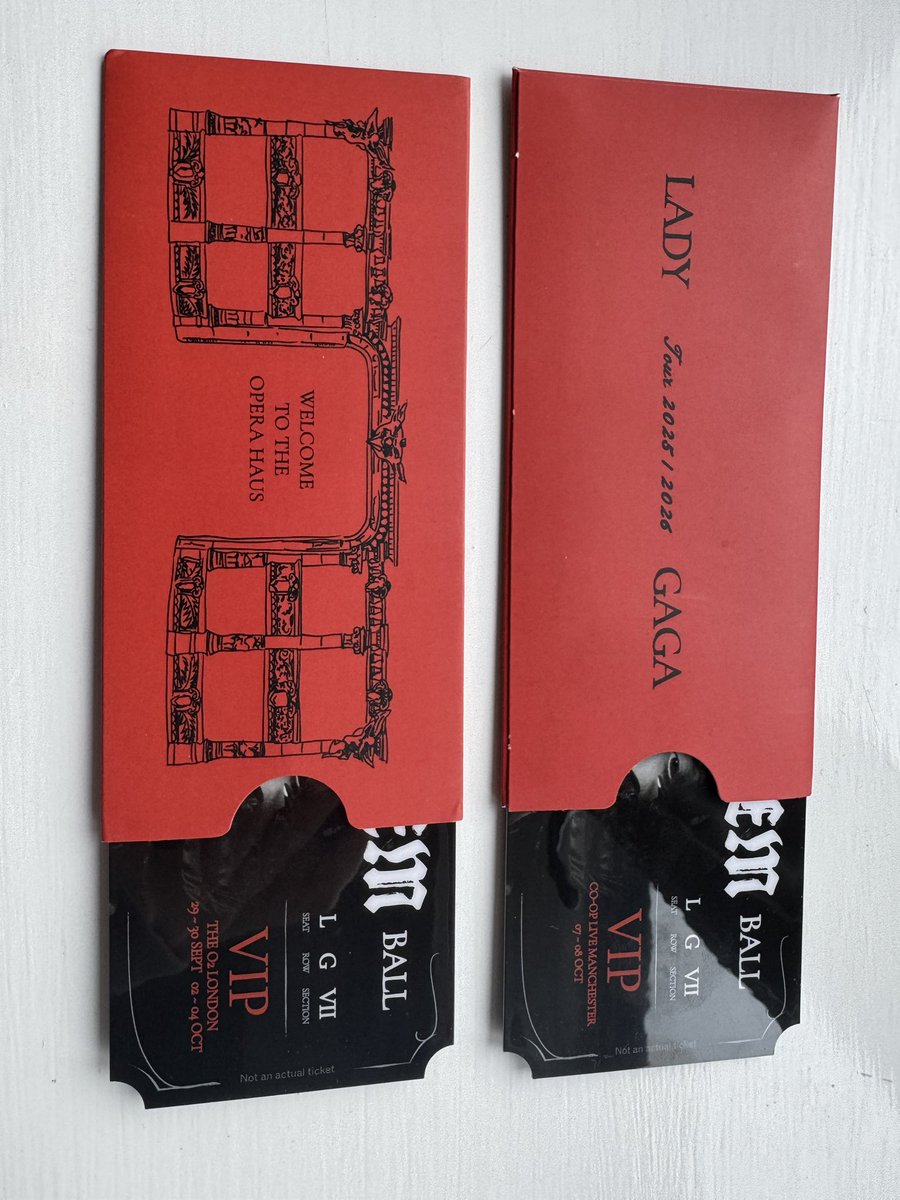 WELCOME
TO THE
OPERA HAUS
EM BALL
L G VII
SEAT ROW SECTION
VIP
THE O2 LONDON
29 - 30 SEPT 02 - 04 OCT
Not an actual ticket
LADY Tour 2025 / 2026 GAGA
EM BALL
L G VII
SEAT ROW SECTION
VIP
CO-OP LIVE MANCHESTER
07 - 08 OCT
Not an actual ticket